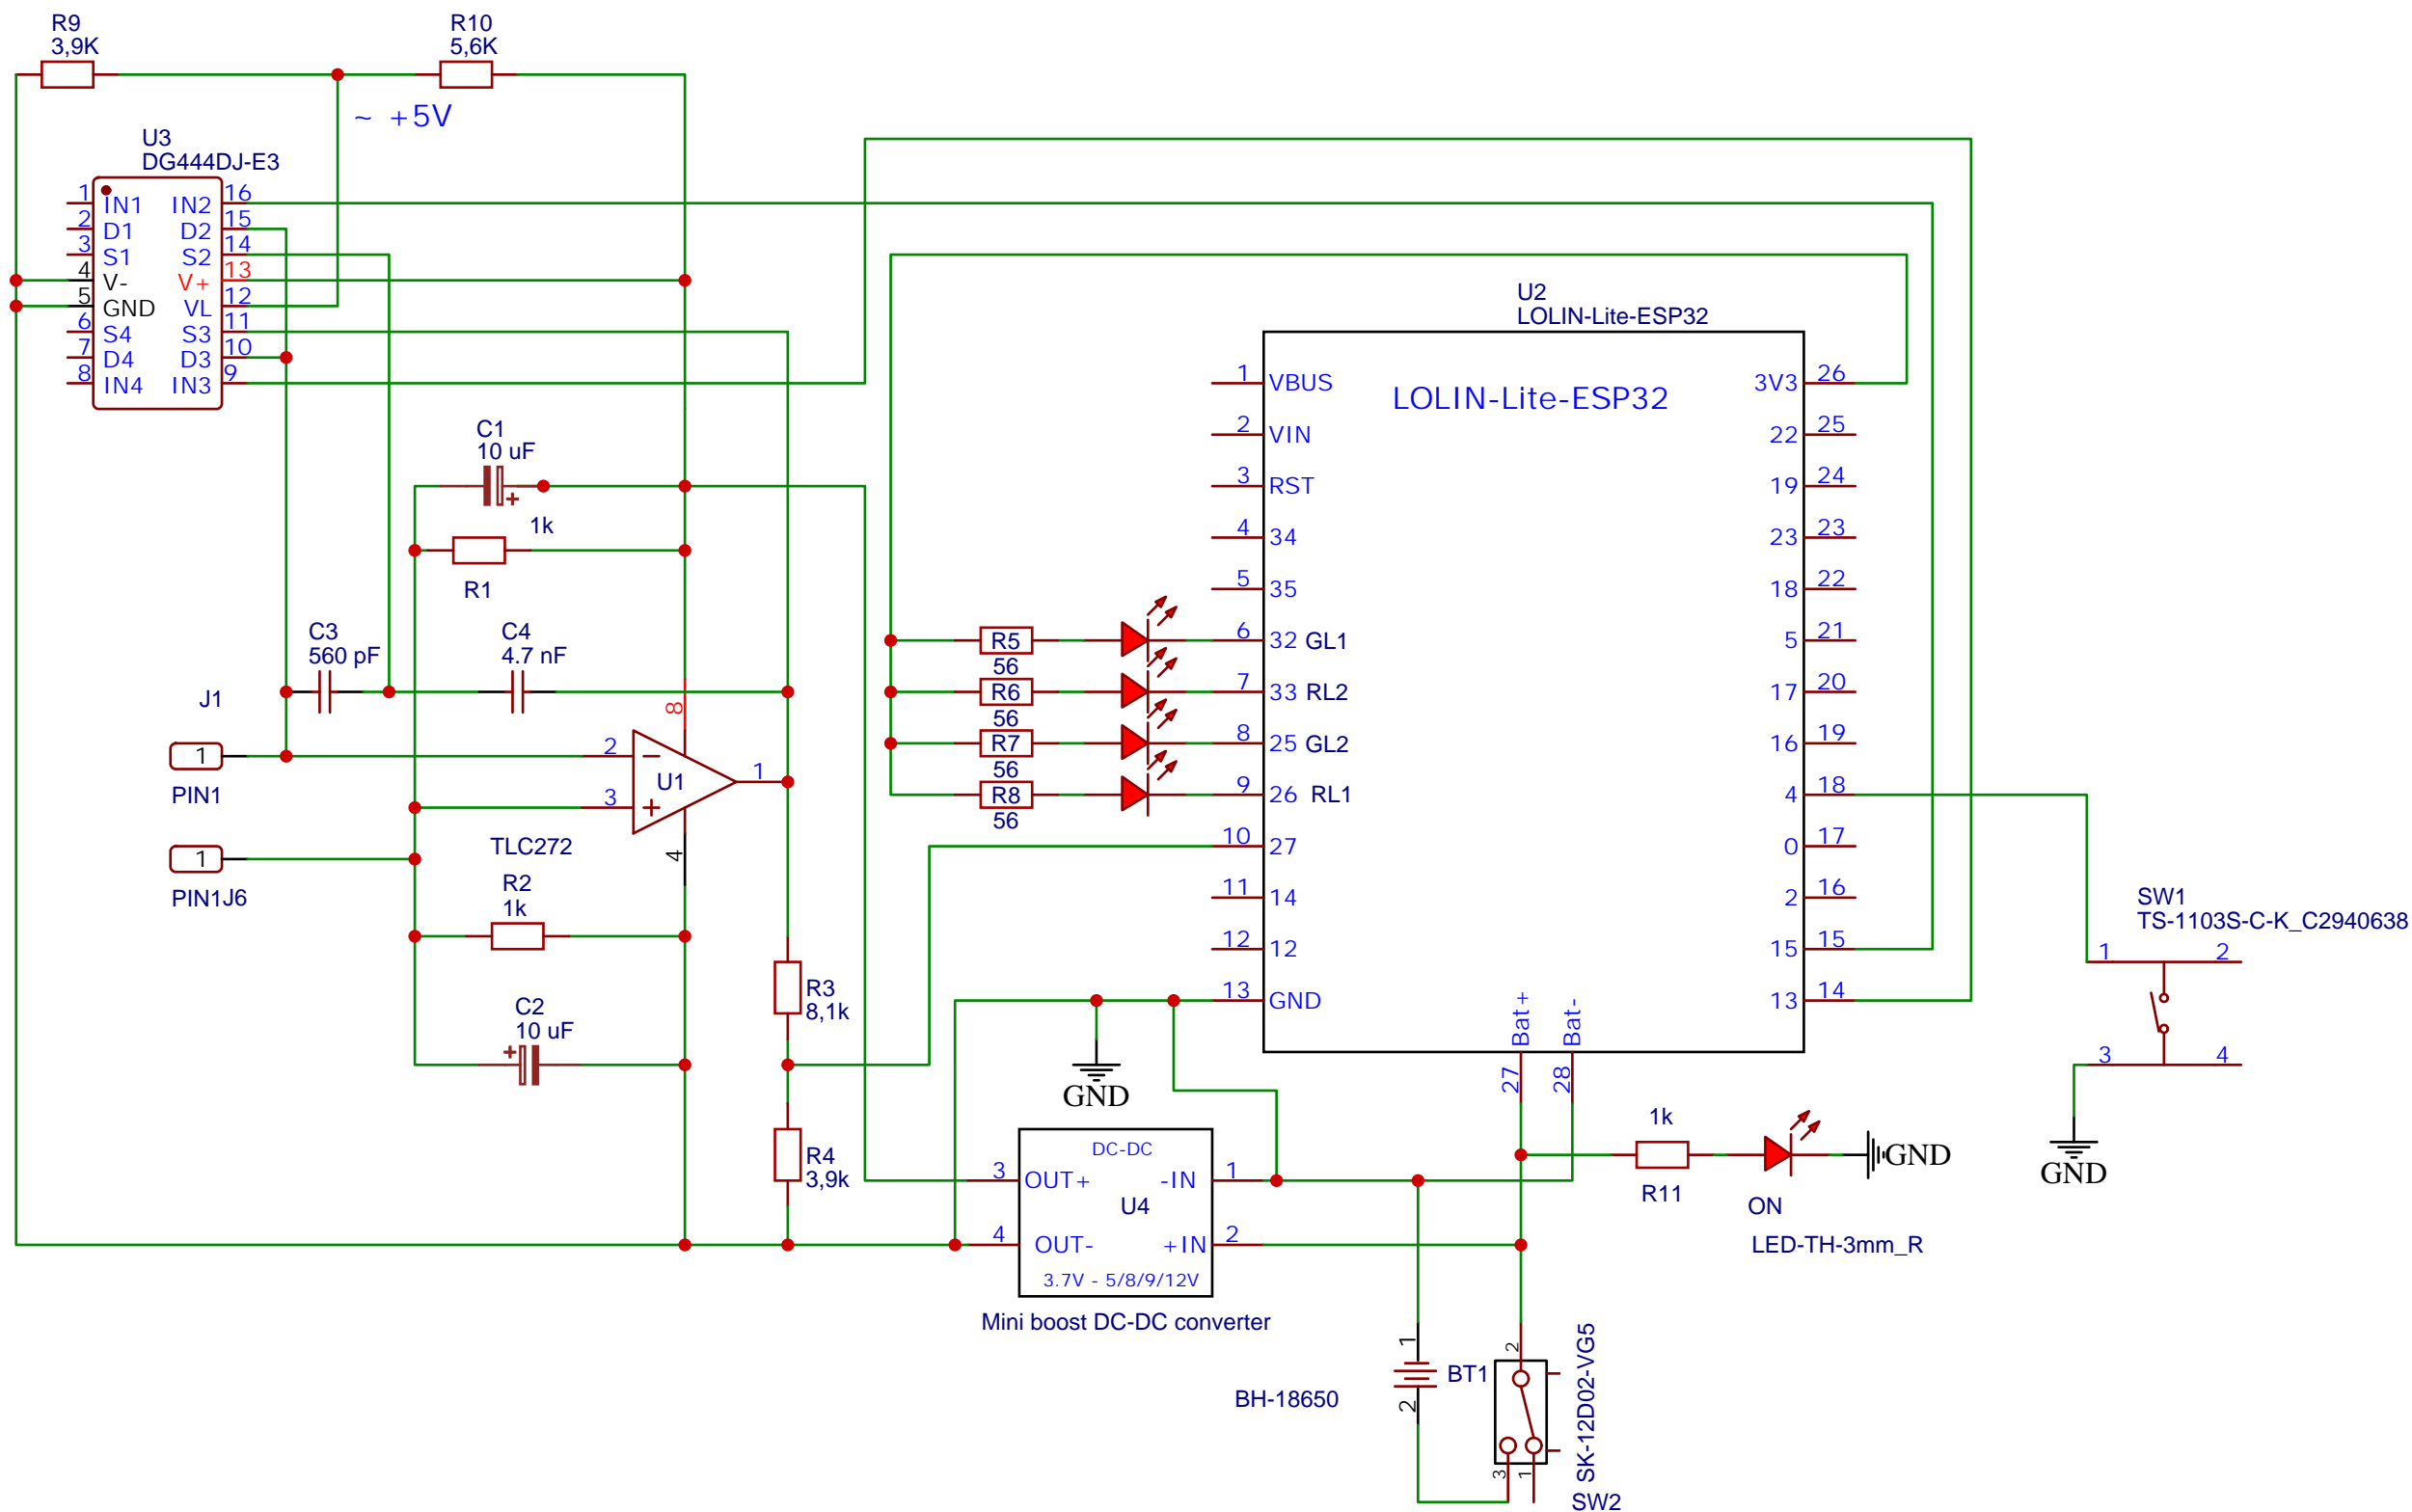 R9
3,9K
R10
5,6K
~ +5V
U3
DG444DJ-E3
1 IN1 IN2 16
2 D1 D2 15
3 S1 S2 14
4 V- V+ 13
5 GND VL 12
6 S4 S3 11
7 D4 D3 10
8 IN4 IN3 9
C1
10 uF
+
1k
R1
C3
560 pF
C4
4.7 nF
J1
1
PIN1
1
PIN1J6
8
2
3
U1
1
4
TLC272
R2
1k
C2
10 uF
+
R3
8,1k
R4
3,9k
U2
LOLIN-Lite-ESP32
LOLIN-Lite-ESP32
1 VBUS 3V3 26
2 VIN 22 25
3 RST 19 24
4 34 23 23
5 35 18 22
6 32 GL1 5 21
7 33 RL2 17 20
8 25 GL2 16 19
9 26 RL1 4 18
10 27 0 17
11 14 2 16
12 12 15 15
13 GND 13 14
Bat+
Bat-
27
28
R5
56
R6
56
R7
56
R8
56
GND
SW1
TS-1103S-C-K_C2940638
1 2
3 4
GND
1k
R11
ON
LED-TH-3mm_R
GND
DC-DC
3 OUT+ -IN 1
U4
4 OUT- +IN 2
3.7V - 5/8/9/12V
Mini boost DC-DC converter
1
BT1
2
BH-18650
2
3
1
SK-12D02-VG5
SW2